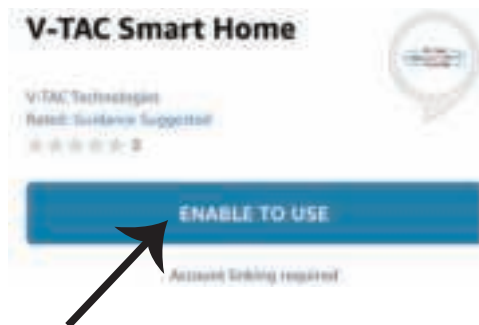 V-TAC Smart Home
V-TAC Technologies
Rated: Guidance Suggested
ENABLE TO USE
Account linking required